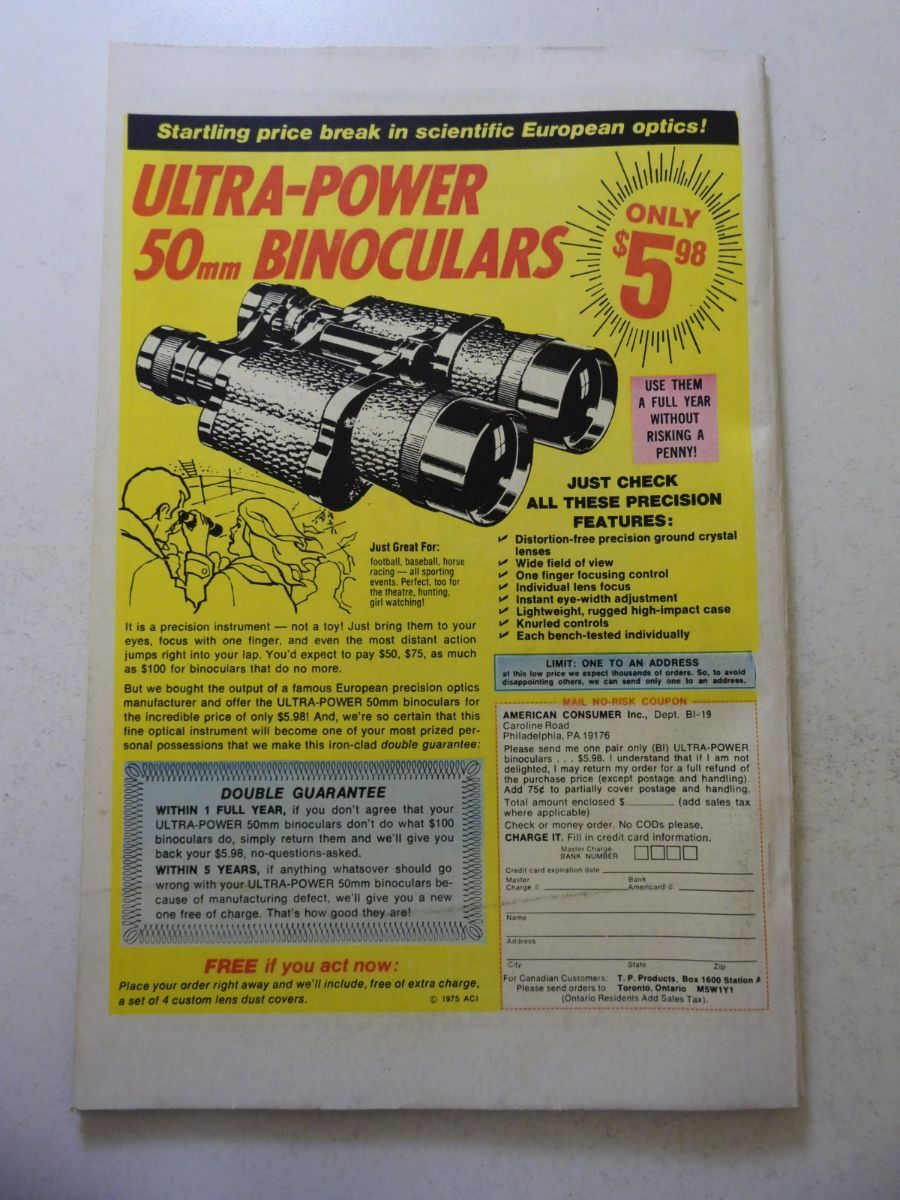 Startling price break in scientific European optics!
ULTRA-POWER
50mm BINOCULARS
ONLY
$5.98
USE THEM
A FULL YEAR
WITHOUT
RISKING A
PENNY!
JUST CHECK
ALL THESE PRECISION
FEATURES:
Distortion-free precision ground crystal
lenses
Wide field of view
One finger focusing control
Individual lens focus
Instant eye-width adjustment
Lightweight, rugged high-impact case
Knurled controls
Each bench-tested individually
Just Great For:
football, baseball, horse
racing — all sporting
events. Perfect, too for
the theatre, hunting,
girl watching!
It is a precision instrument — not a toy! Just bring them to your
eyes, focus with one finger, and even the most distant action
jumps right into your lap. You'd expect to pay $50, $75, as much
as $100 for binoculars that do no more.
But we bought the output of a famous European precision optics
manufacturer and offer the ULTRA-POWER 50mm binoculars for
the incredible price of only $5.98! And, we're so certain that this
fine optical instrument will become one of your most prized per-
sonal possessions that we make this iron-clad double guarantee:
DOUBLE GUARANTEE
WITHIN 1 FULL YEAR, if you don't agree that your
ULTRA-POWER 50mm binoculars don't do what $100
binoculars do, simply return them and we'll give you
back your $5.98, no-questions-asked.
WITHIN 5 YEARS, if anything whatsover should go
wrong with your ULTRA-POWER 50mm binoculars be-
cause of manufacturing defect, we'll give you a new
one free of charge. That's how good they are!
FREE if you act now:
Place your order right away and we'll include, free of extra charge,
a set of 4 custom lens dust covers.
© 1975 ACI
LIMIT: ONE TO AN ADDRESS
at this low price we expect thousands of orders. So, to avoid
disappointing others, we can send only one to an address.
MAIL NO-RISK COUPON
AMERICAN CONSUMER Inc., Dept. BI-19
Caroline Road
Philadelphia, PA 19176
Please send me one pair only (BI) ULTRA-POWER
binoculars . . . $5.98. I understand that if I am not
delighted, I may return my order for a full refund of
the purchase price (except postage and handling).
Add 75¢ to partially cover postage and handling.
Total amount enclosed $________ (add sales tax
where applicable)
Check or money order. No CODs please.
CHARGE IT. Fill in credit card information.
Master Charge
BANK NUMBER
Credit card expiration date
Master Bank
Charge # Americard #
Name
Address
City State Zip
For Canadian Customers: T. P. Products, Box 1600 Station A
Please send orders to Toronto, Ontario M5W1Y1
(Ontario Residents Add Sales Tax).